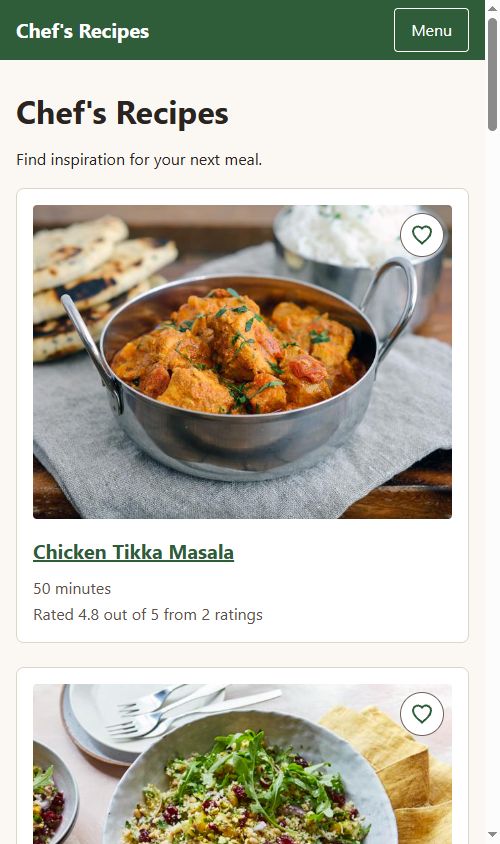 Chef's Recipes
Menu
Chef's Recipes
Find inspiration for your next meal.
Chicken Tikka Masala
50 minutes
Rated 4.8 out of 5 from 2 ratings